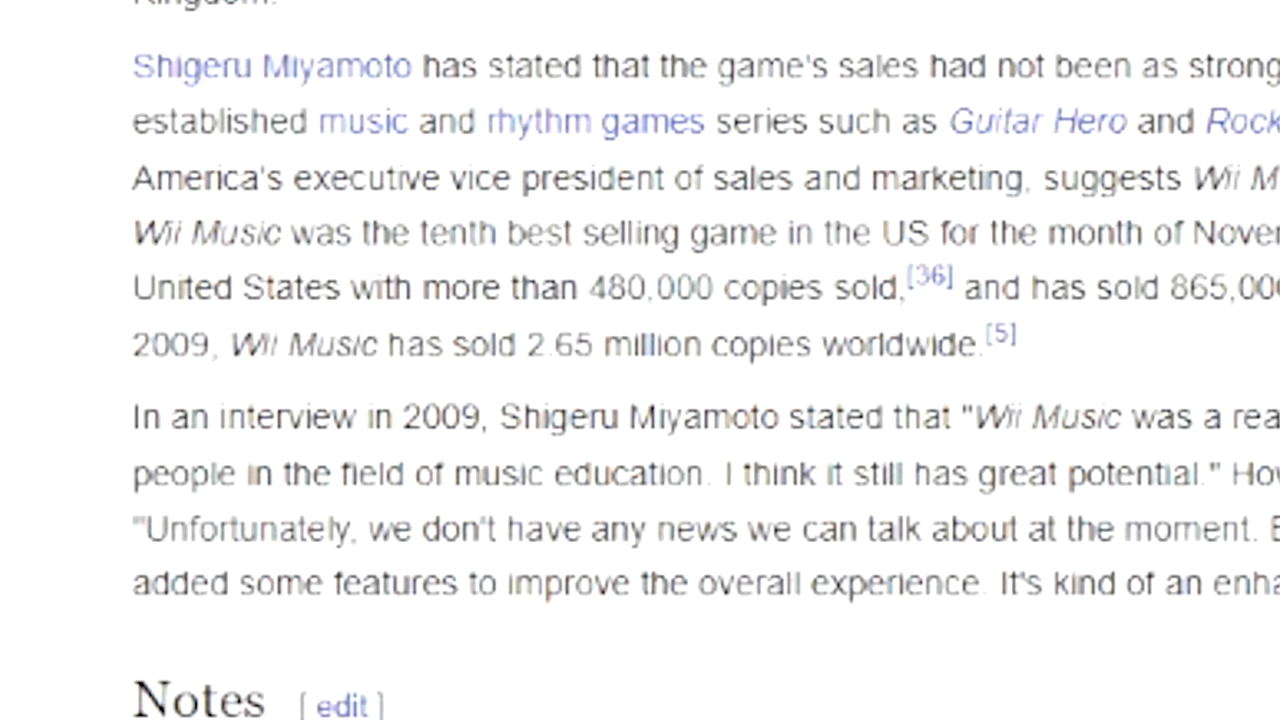 Kingdom.
Shigeru Miyamoto has stated that the game's sales had not been as strong
established music and rhythm games series such as Guitar Hero and Rock
America's executive vice president of sales and marketing, suggests Wii M
Wii Music was the tenth best selling game in the US for the month of Nove
United States with more than 480,000 copies sold,[36] and has sold 865,00
2009, Wii Music has sold 2.65 million copies worldwide.[5]
In an interview in 2009, Shigeru Miyamoto stated that "Wii Music was a rea
people in the field of music education. I think it still has great potential." Ho
"Unfortunately, we don't have any news we can talk about at the moment.
added some features to improve the overall experience. It's kind of an enha
Notes [ edit ]